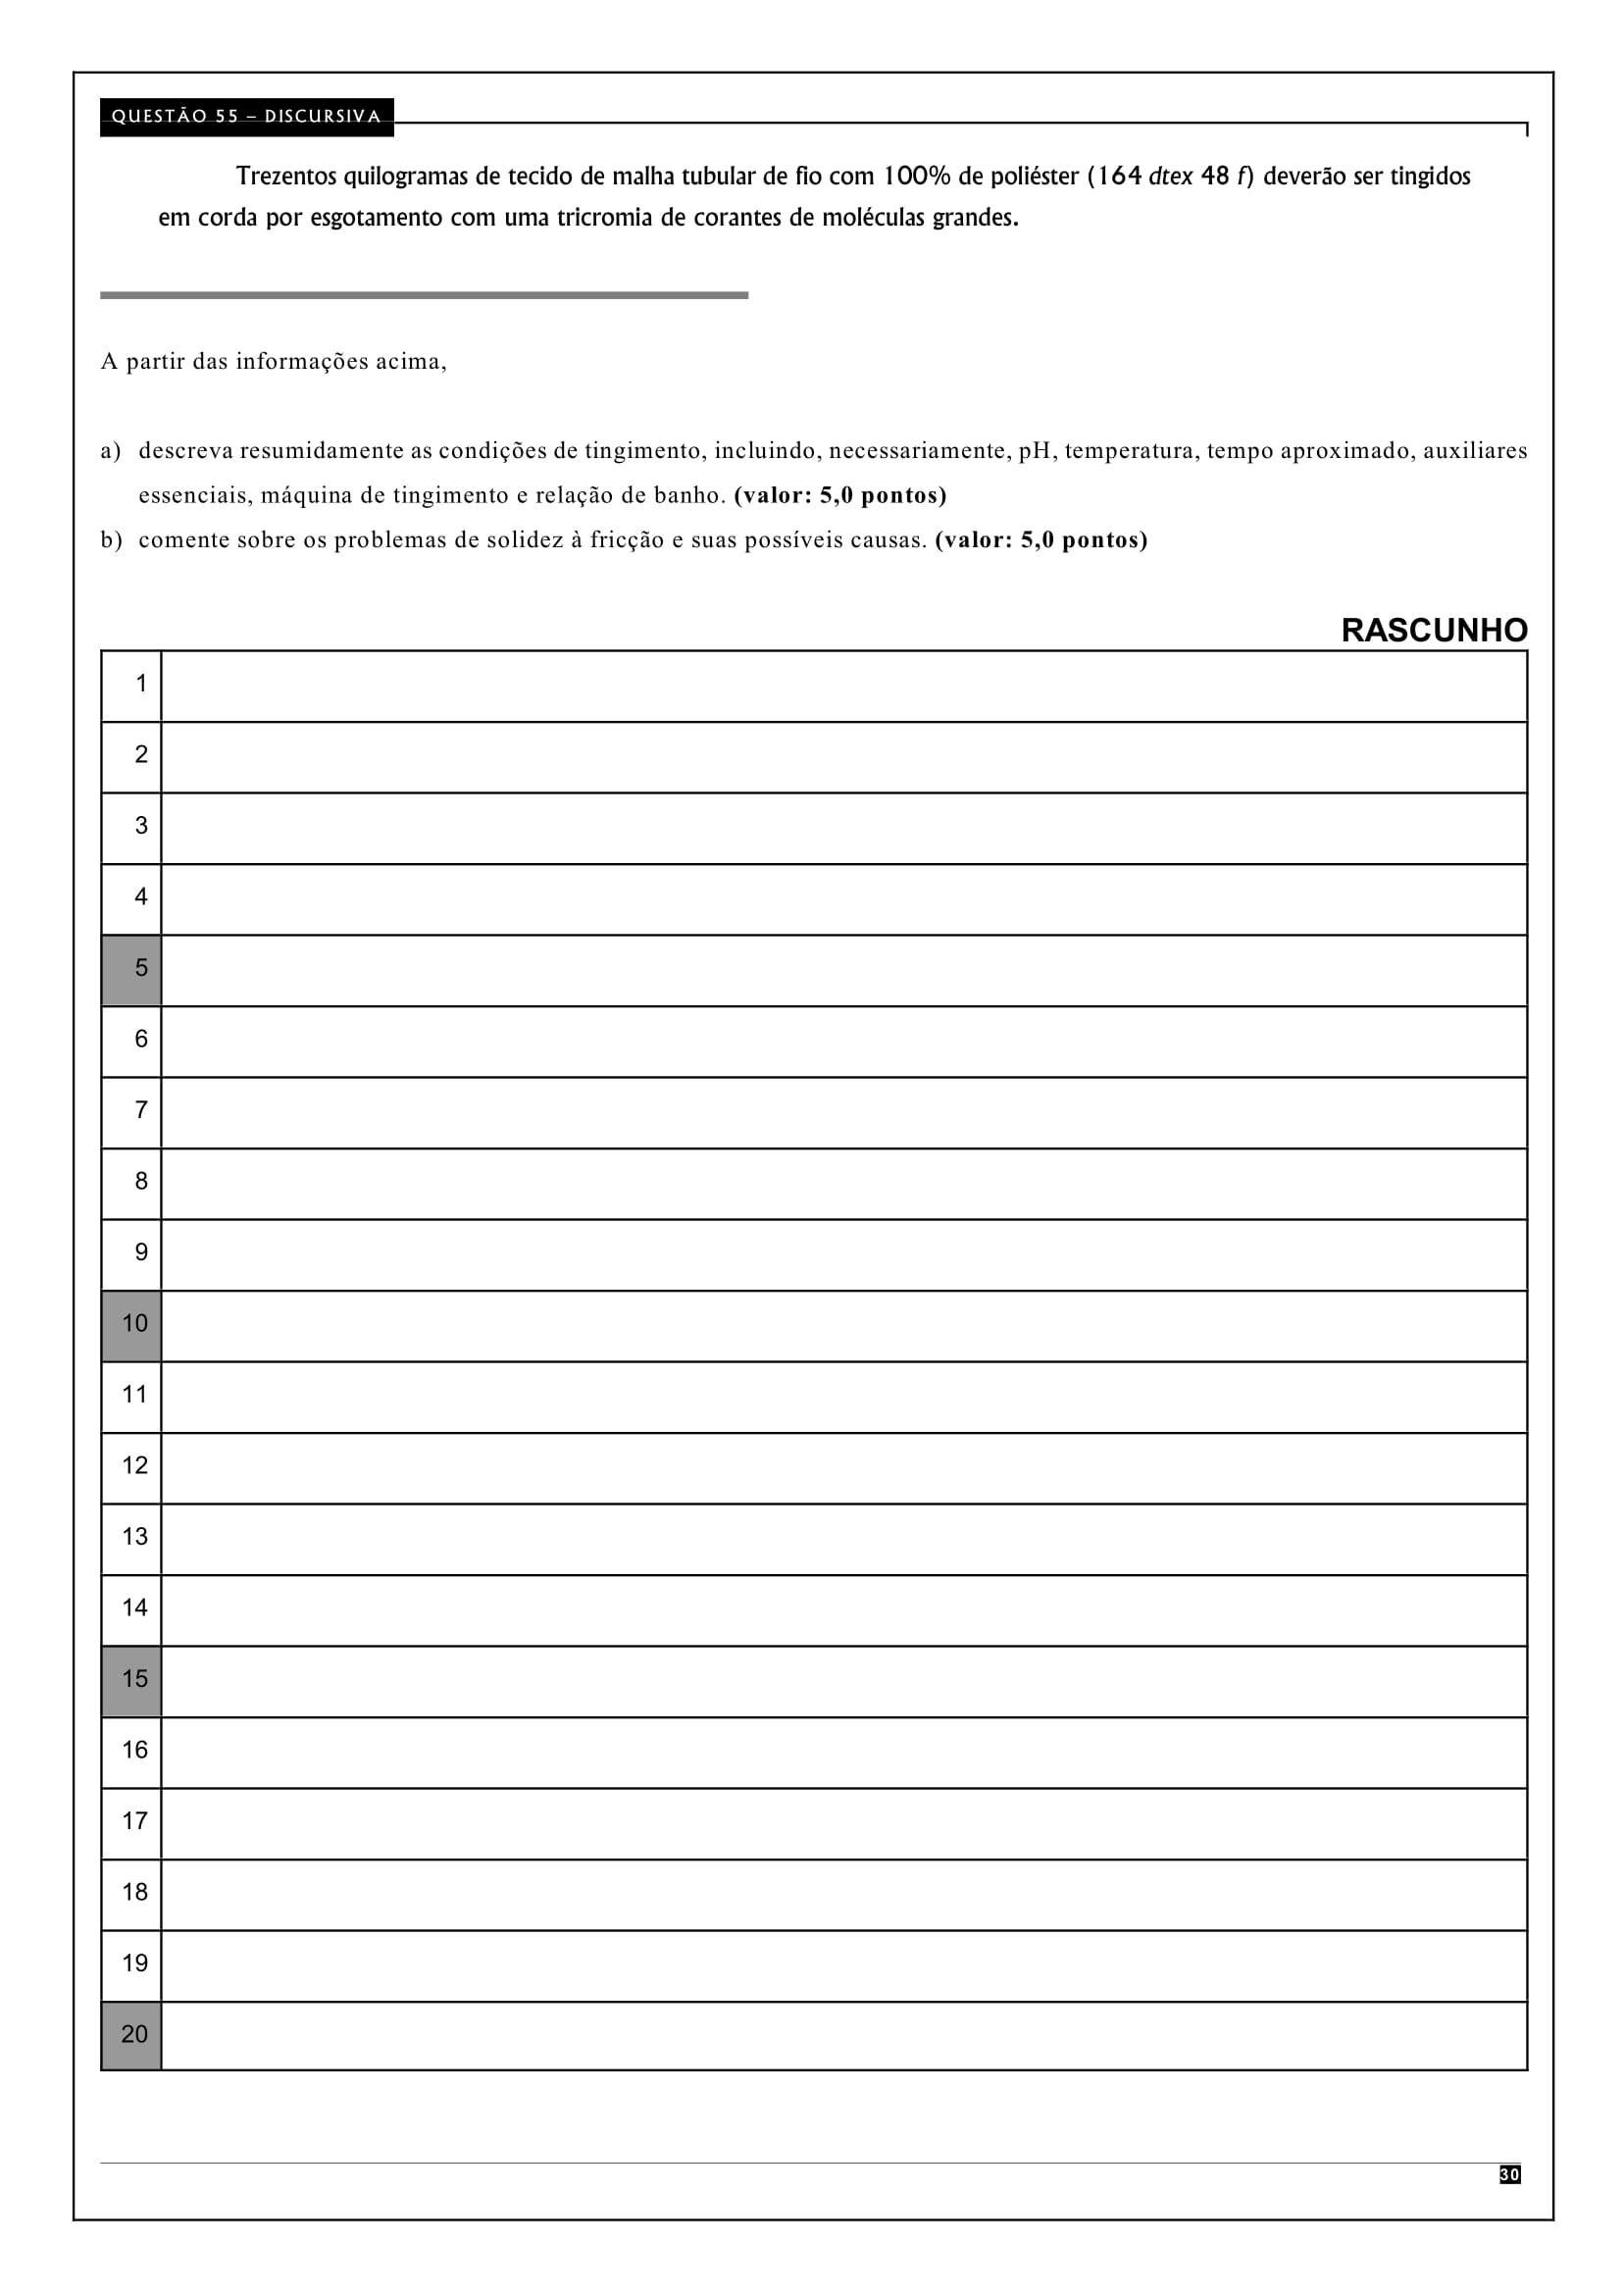 QUESTÃO 55 – DISCURSIVA
Trezentos quilogramas de tecido de malha tubular de fio com 100% de poliéster (164 dtex 48 f) deverão ser tingidos
em corda por esgotamento com uma tricromia de corantes de moléculas grandes.
A partir das informações acima,
a) descreva resumidamente as condições de tingimento, incluindo, necessariamente, pH, temperatura, tempo aproximado, auxiliares
essenciais, máquina de tingimento e relação de banho. (valor: 5,0 pontos)
b) comente sobre os problemas de solidez à fricção e suas possíveis causas. (valor: 5,0 pontos)
RASCUNHO
1
2
3
4
5
6
7
8
9
10
11
12
13
14
15
16
17
18
19
20
30